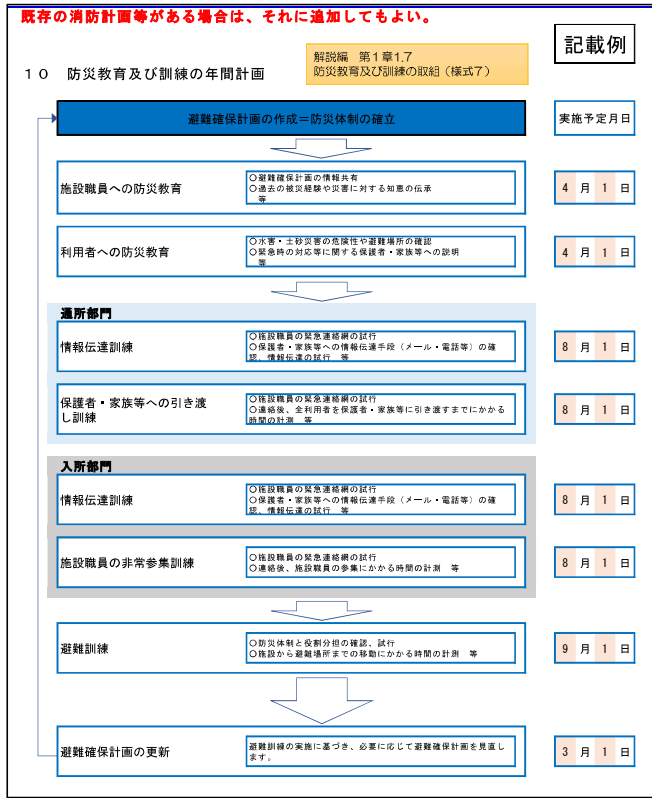 既存の消防計画等がある場合は、それに追加してもよい。
記載例
解説編 第1章1.7
防災教育及び訓練の取組(様式7)
10 防災教育及び訓練の年間計画
避難確保計画の作成=防災体制の確立
実施予定月日
施設職員への防災教育
○避難確保計画の情報共有
○過去の被災経験や災害に対する知恵の伝承
等
4 月 1 日
利用者への防災教育
○水害・土砂災害の危険性や避難場所の確認
○緊急時の対応等に関する保護者・家族等への説明
等
4 月 1 日
通所部門
情報伝達訓練
○施設職員の緊急連絡網の試行
○保護者・家族等への情報伝達手段(メール・電話等)の確
認、情報伝達の試行 等
8 月 1 日
保護者・家族等への引き渡
し訓練
○施設職員の緊急連絡網の試行
○連絡後、全利用者を保護者・家族等に引き渡すまでにかかる
時間の計測 等
8 月 1 日
入所部門
情報伝達訓練
○施設職員の緊急連絡網の試行
○保護者・家族等への情報伝達手段(メール・電話等)の確
認、情報伝達の試行 等
8 月 1 日
施設職員の非常参集訓練
○施設職員の緊急連絡網の試行
○連絡後、施設職員の参集にかかる時間の計測 等
8 月 1 日
避難訓練
○防災体制と役割分担の確認、試行
○施設から避難場所までの移動にかかる時間の計測 等
9 月 1 日
避難確保計画の更新
避難訓練の実施に基づき、必要に応じて避難確保計画を見直し
ます。
3 月 1 日